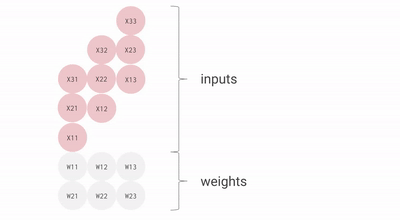 X33
X32 X23
X31 X22 X13
inputs
X21 X12
X11
W11 W12 W13
weights
W21 W22 W23